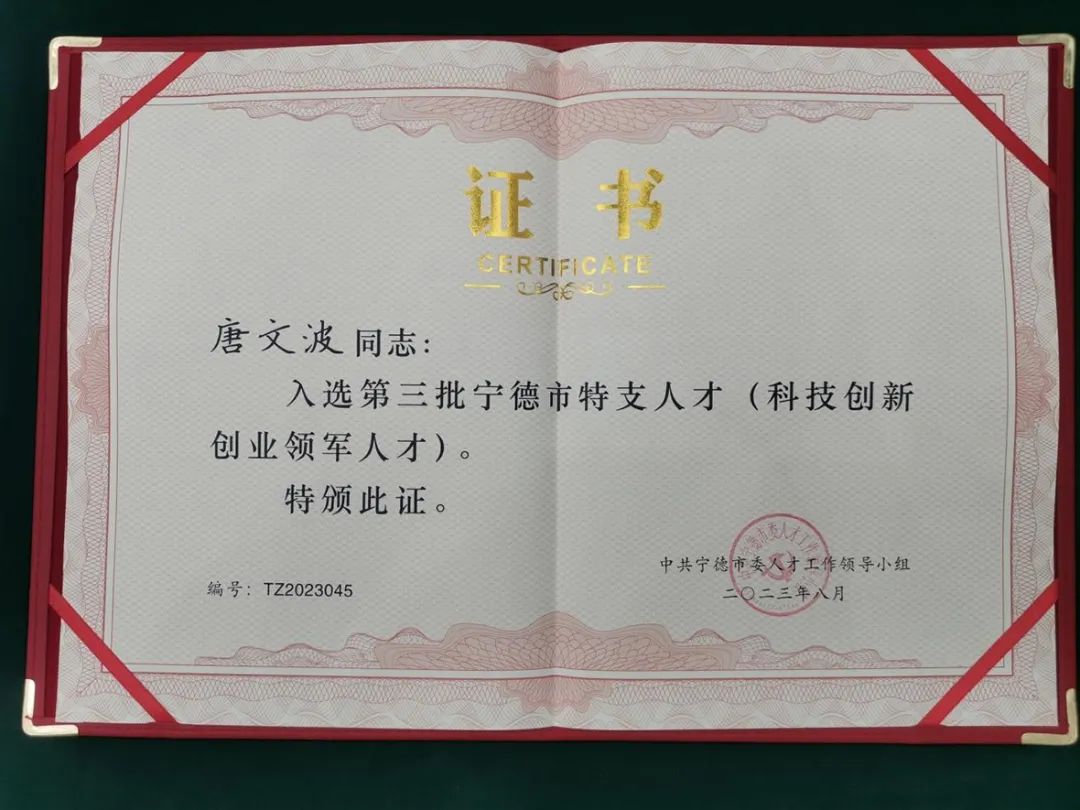 证书
CERTIFICATE
唐文波同志：
入选第三批宁德市特支人才（科技创新
创业领军人才）。
特颁此证。
中共宁德市委人才工作领导小组
编号：TZ2023045
二〇二三年八月